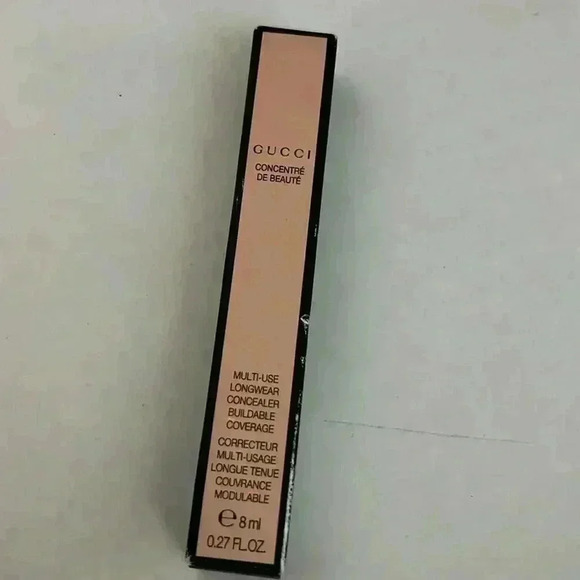 GUCCI
CONCENTRÉ
DE BEAUTÉ
MULTI-USE
LONGWEAR
CONCEALER
BUILDABLE
COVERAGE
CORRECTEUR
MULTI-USAGE
LONGUE TENUE
COUVRANCE
MODULABLE
℮ 8 ml
0.27 FL.OZ.